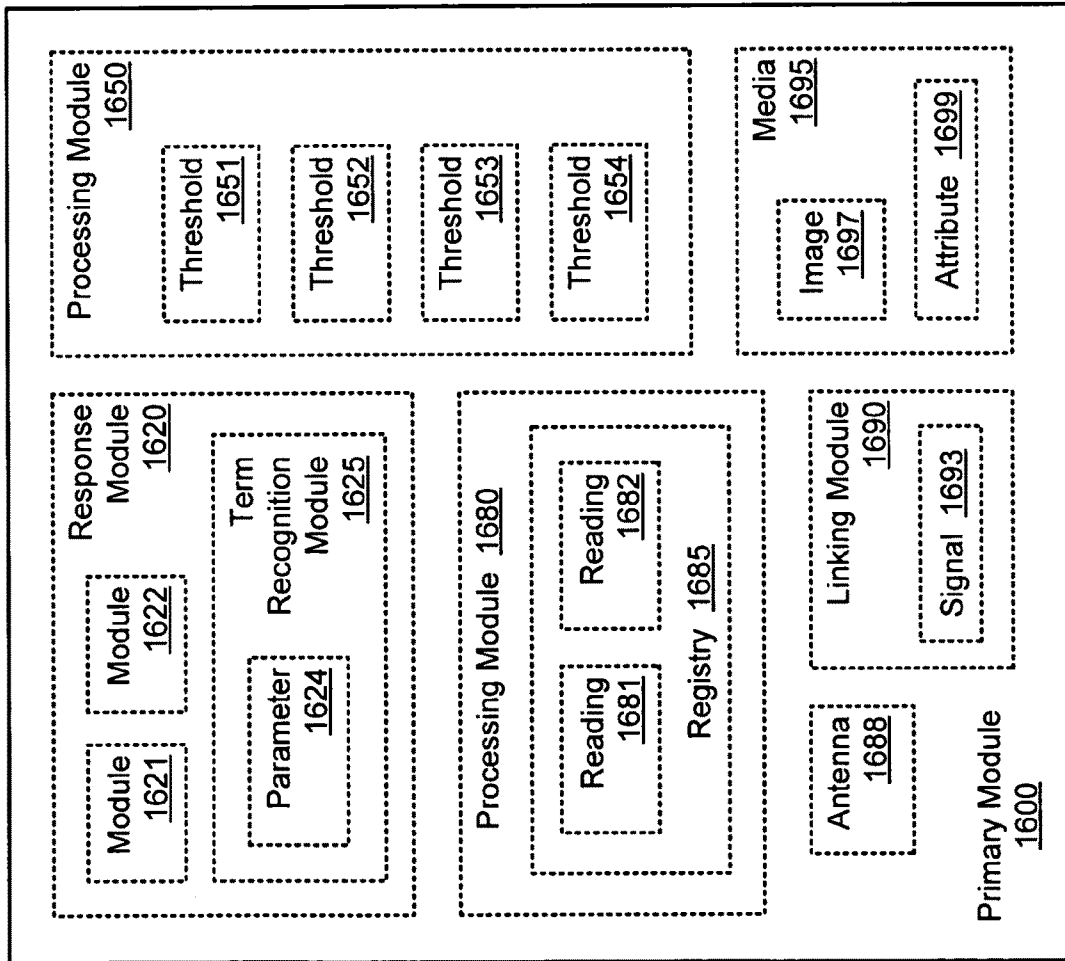 Response
Module
1620
Module
1621
Module
1622
Term
Recognition
Module
1625
Parameter
1624
Processing Module
1650
Threshold
1651
Threshold
1652
Threshold
1653
Threshold
1654
Processing Module 1680
Reading
1681
Reading
1682
Registry 1685
Antenna
1688
Linking Module
1690
Signal 1693
Media
1695
Image
1697
Attribute 1699
Primary Module
1600